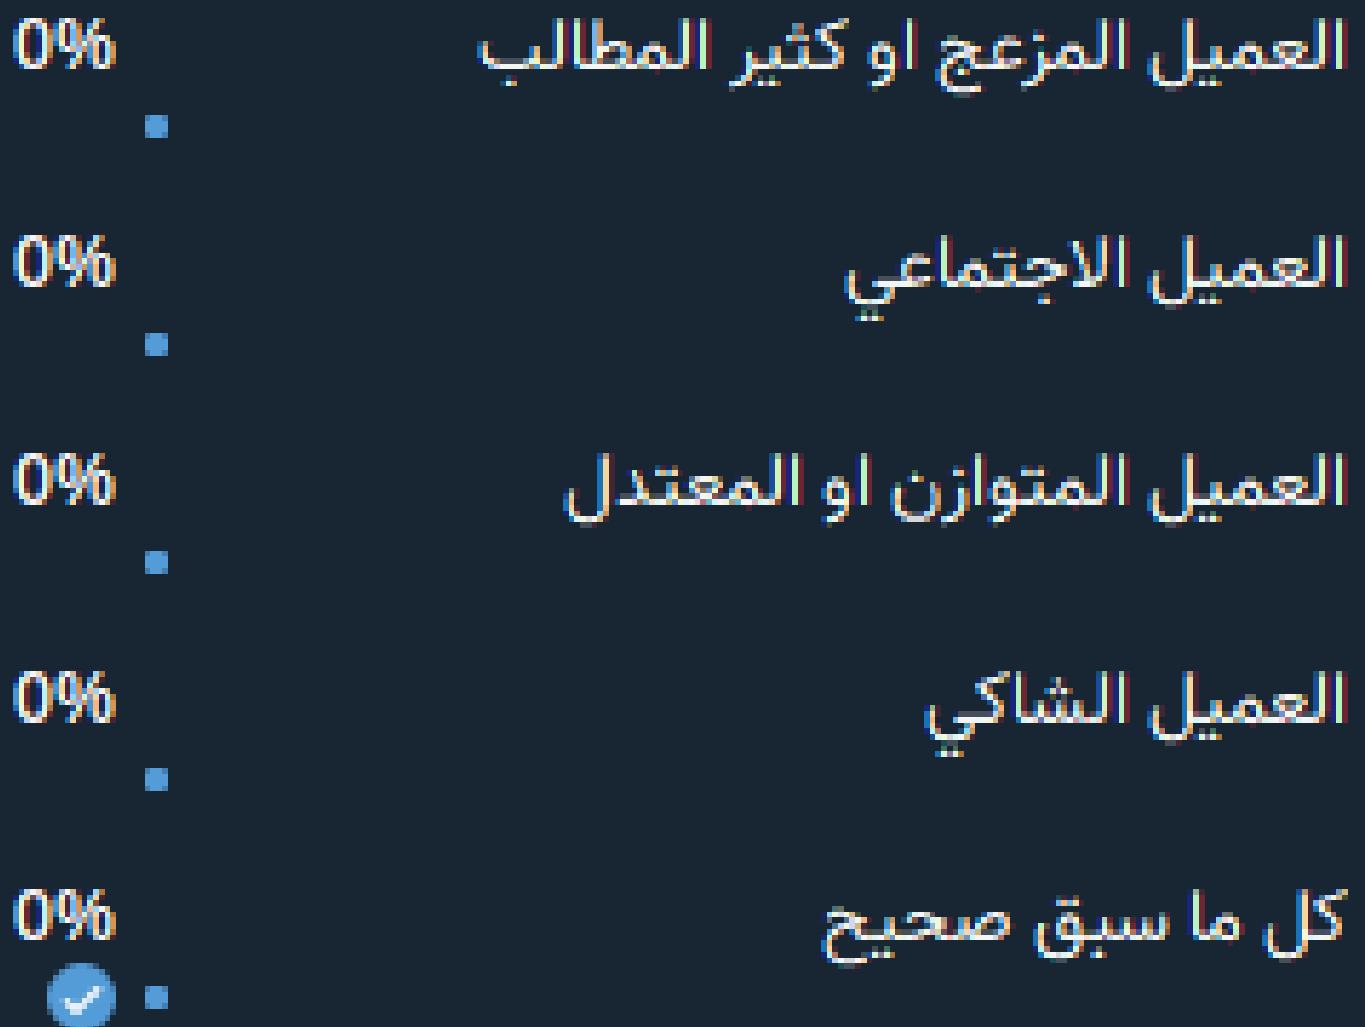 العميل المزعج او كثير المطالب 0%
العميل الاجتماعي 0%
العميل المتوازن او المعتدل 0%
العميل الشاكي 0%
كل ما سبق صحيح 0%